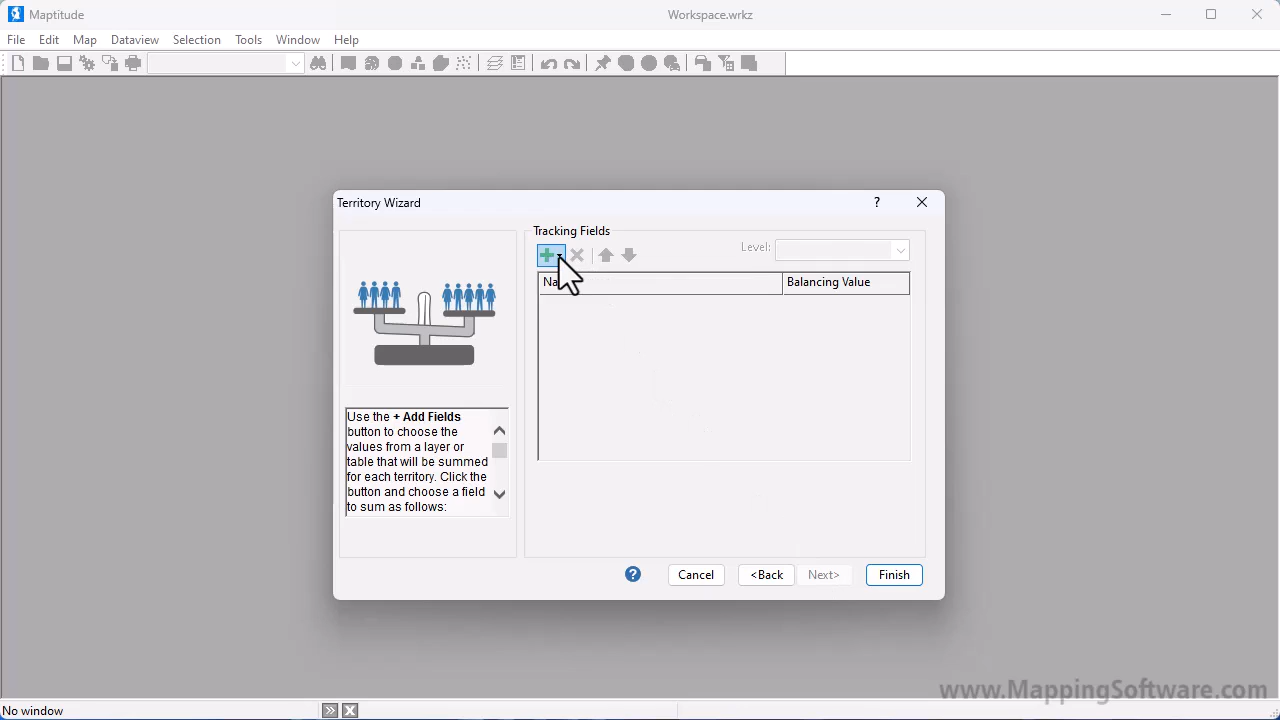 Maptitude
Workspace.wrkz
File Edit Map Dataview Selection Tools Window Help
Territory Wizard
?
Tracking Fields
Level:
Na
Balancing Value
Use the + Add Fields
button to choose the
values from a layer or
table that will be summed
for each territory. Click the
button and choose a field
to sum as follows:
? Cancel <Back Next> Finish
www.MappingSoftware.com
No window